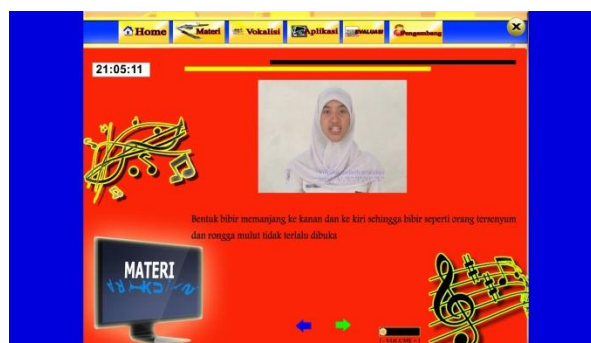 Home Materi Vokalisi Aplikasi EVALUASI Pengembang
21:05:11
Bentuk bibir memanjang ke kanan dan ke kiri sehingga bibir seperti orang tersenyum
dan rongga mulut tidak terlalu dibuka
MATERI
VOLUME